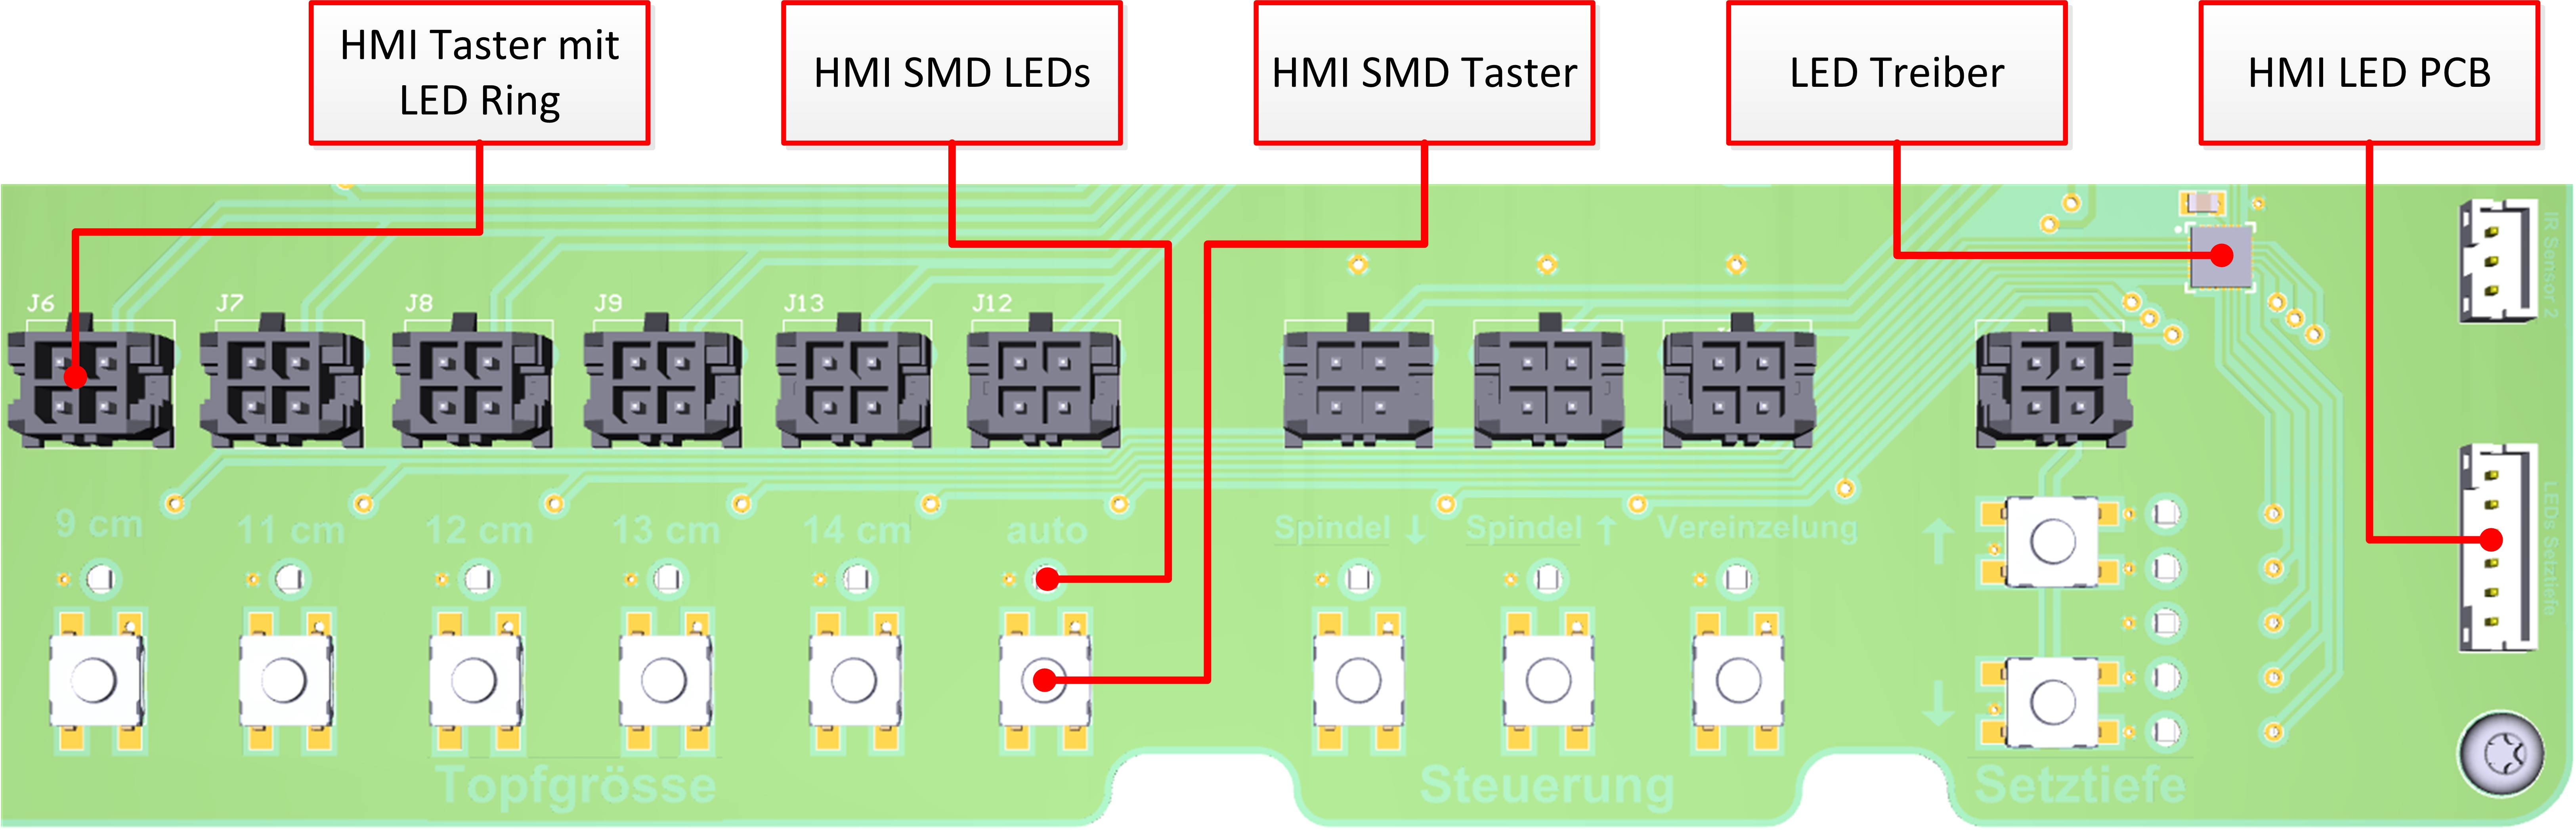 HMI Taster mit
LED Ring
HMI SMD LEDs
HMI SMD Taster
LED Treiber
HMI LED PCB
IR Sensor 2
J6
J7
J8
J9
J13
J12
9 cm
11 cm
12 cm
13 cm
14 cm
auto
Spindel ↓
Spindel ↑
Vereinzelung
↑
↓
LEDs Setztiefe
Topfgrösse
Steuerung
Setztiefe